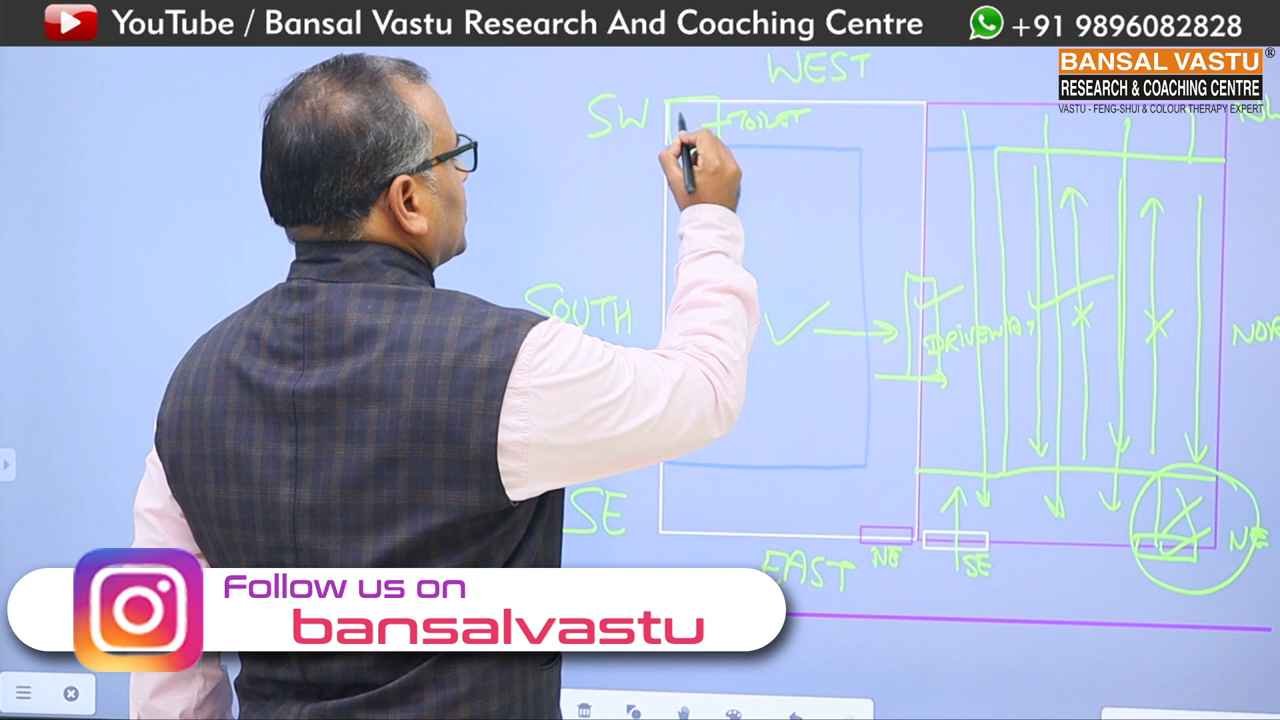 YouTube / Bansal Vastu Research And Coaching Centre
+91 9896082828
BANSAL VASTU ®
RESEARCH & COACHING CENTRE
VASTU - FENG-SHUI & COLOUR THERAPY EXPERT
WEST
SW
TOILET
SOUTH
SE
NE
SE
NE
EAST
Follow us on
bansalvastu